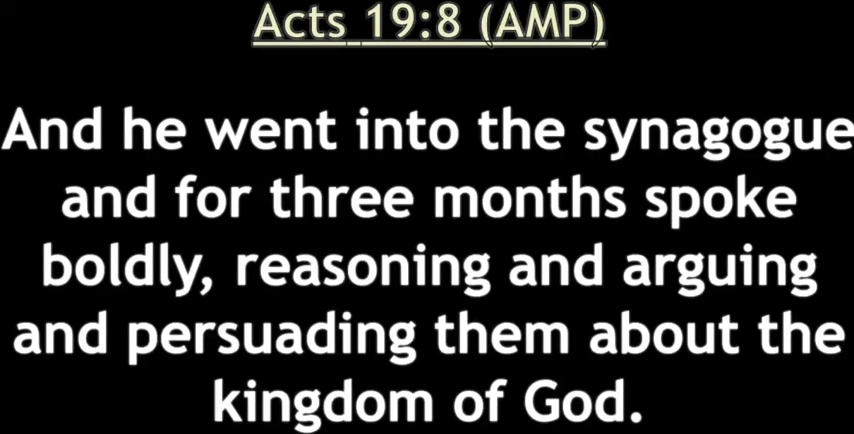 Acts 19:8 (AMP)
And he went into the synagogue
and for three months spoke
boldly, reasoning and arguing
and persuading them about the
kingdom of God.